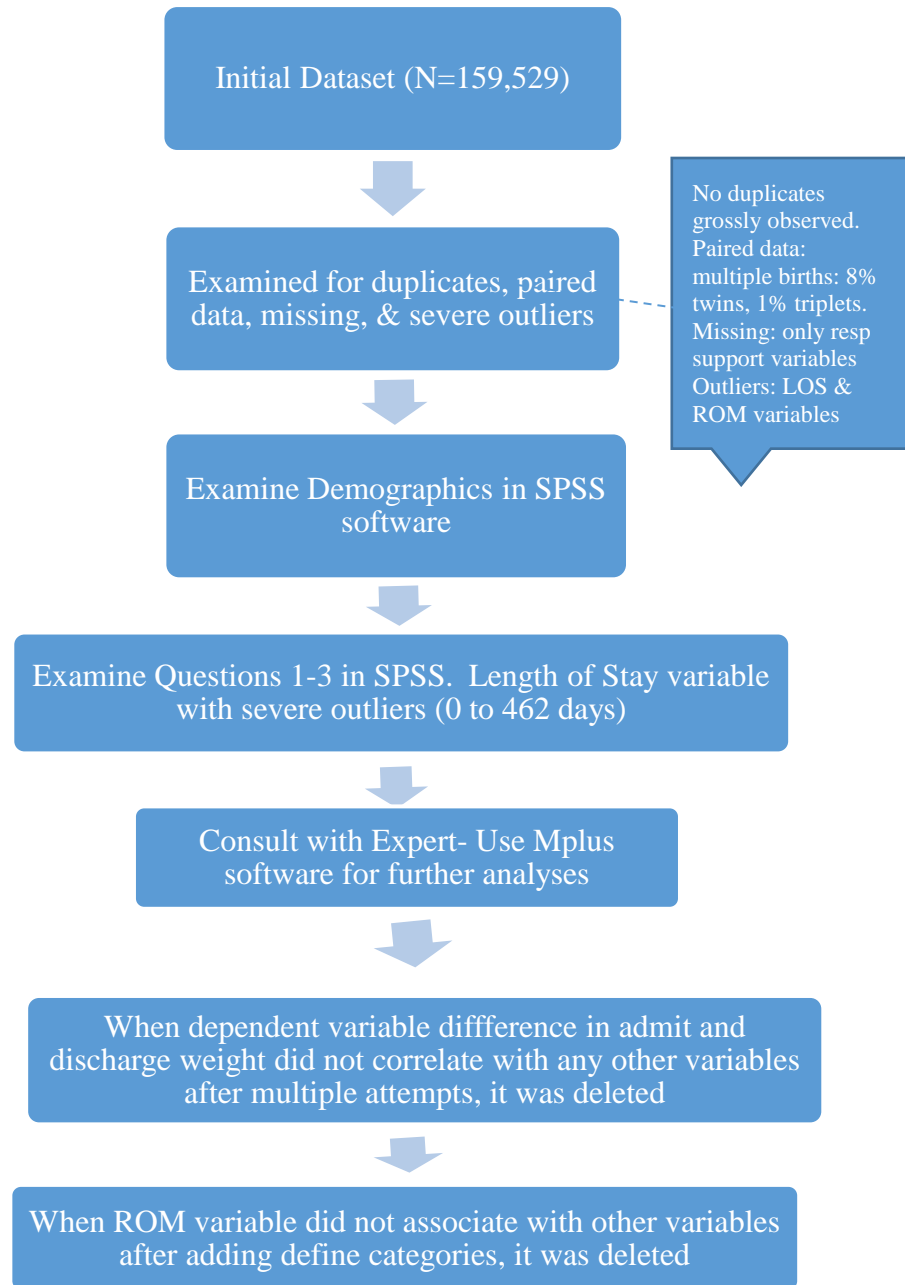 Initial Dataset (N=159,529)
Examined for duplicates, paired
data, missing, & severe outliers
No duplicates
grossly observed.
Paired data:
multiple births: 8%
twins, 1% triplets.
Missing: only resp
support variables
Outliers: LOS &
ROM variables
Examine Demographics in SPSS
software
Examine Questions 1-3 in SPSS.  Length of Stay variable
with severe outliers (0 to 462 days)
Consult with Expert- Use Mplus
software for further analyses
When dependent variable diffference in admit and
discharge weight did not correlate with any other variables
after multiple attempts, it was deleted
When ROM variable did not associate with other variables
after adding define categories, it was deleted